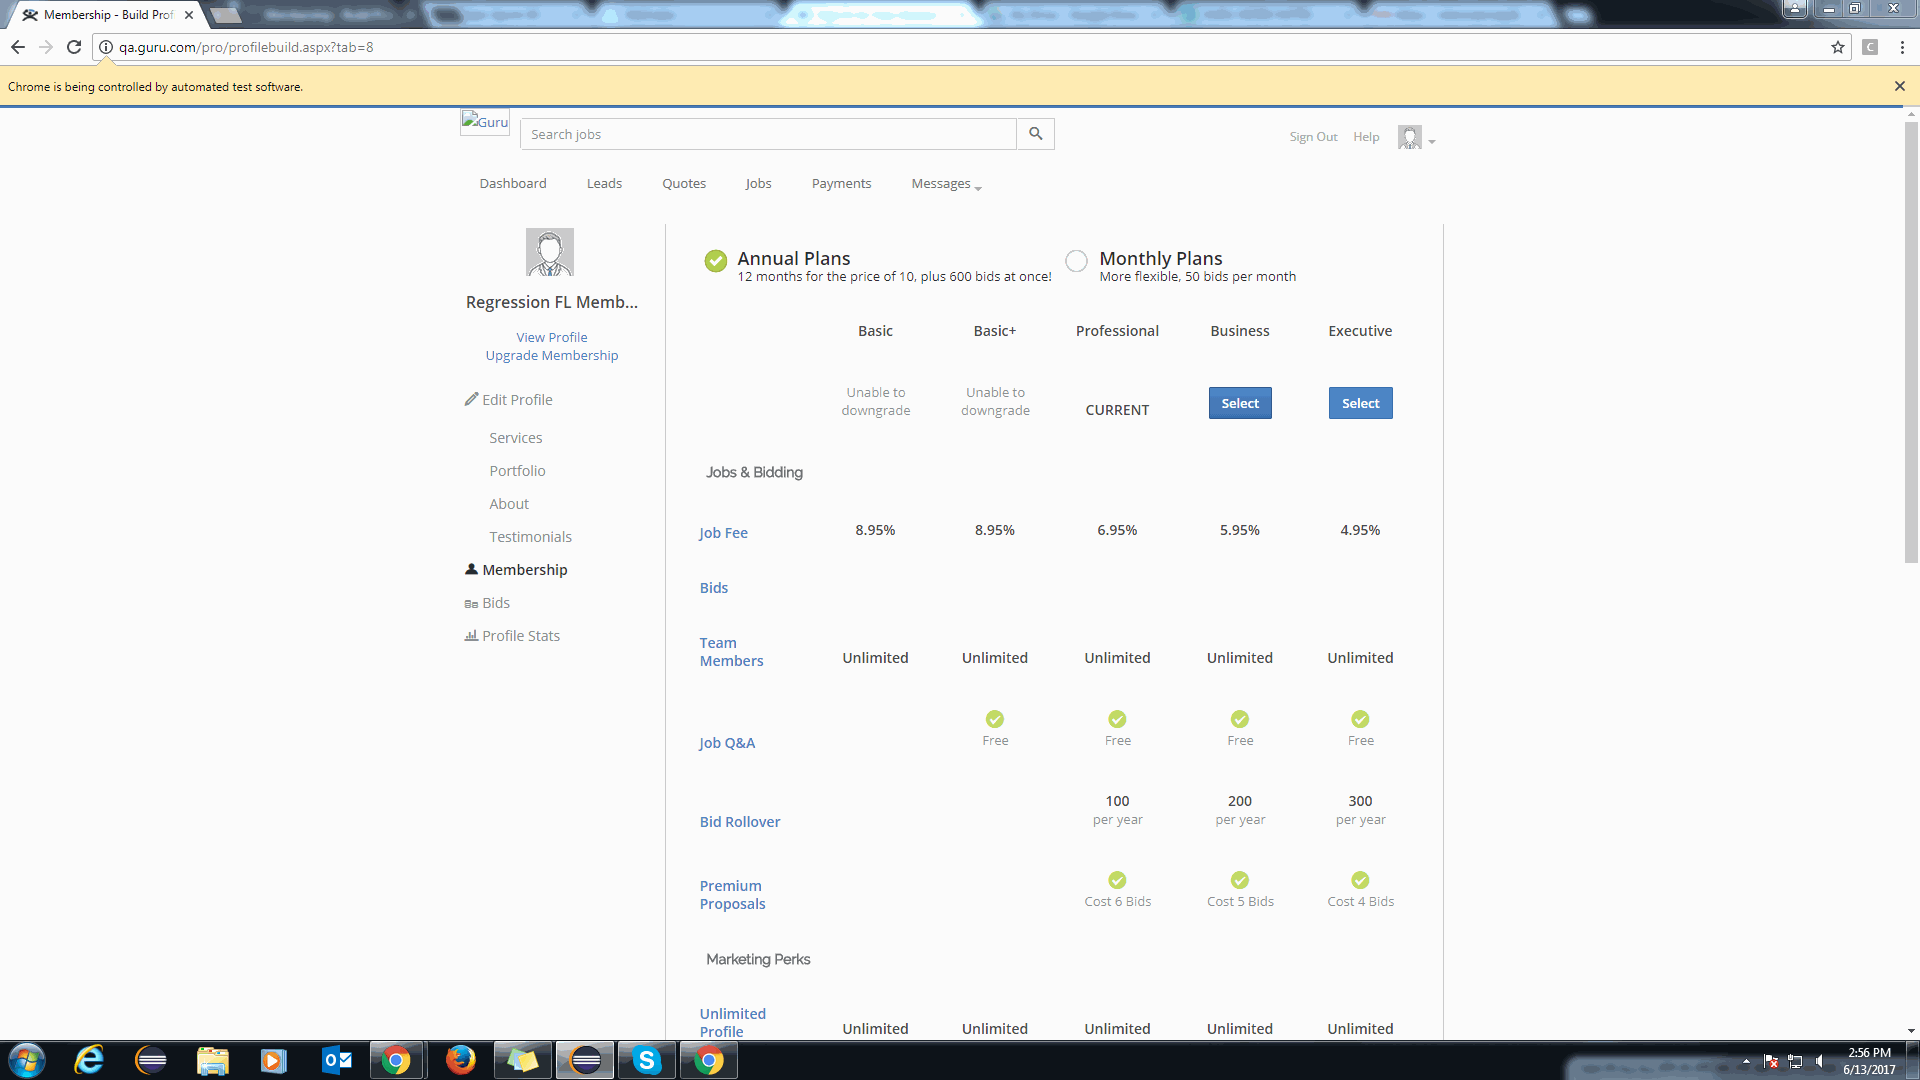 Membership - Build Prof
qa.guru.com/pro/profilebuild.aspx?tab=8
C
Chrome is being controlled by automated test software.
Guru
Search jobs
Sign Out
Help
Dashboard
Leads
Quotes
Jobs
Payments
Messages
Regression FL Memb...
View Profile
Upgrade Membership
Edit Profile
Services
Portfolio
About
Testimonials
Membership
Bids
Profile Stats
Annual Plans
12 months for the price of 10, plus 600 bids at once!
Monthly Plans
More flexible, 50 bids per month
Basic Basic+ Professional Business Executive
Unable to downgrade
Unable to downgrade
CURRENT
Select
Select
Jobs & Bidding
Job Fee 8.95% 8.95% 6.95% 5.95% 4.95%
Bids
Team Members
Unlimited Unlimited Unlimited Unlimited Unlimited
Job Q&A
Free Free Free Free
Bid Rollover
100 per year
200 per year
300 per year
Premium Proposals
Cost 6 Bids
Cost 5 Bids
Cost 4 Bids
Marketing Perks
Unlimited Profile
Unlimited Unlimited Unlimited Unlimited Unlimited
2:56 PM
6/13/2017